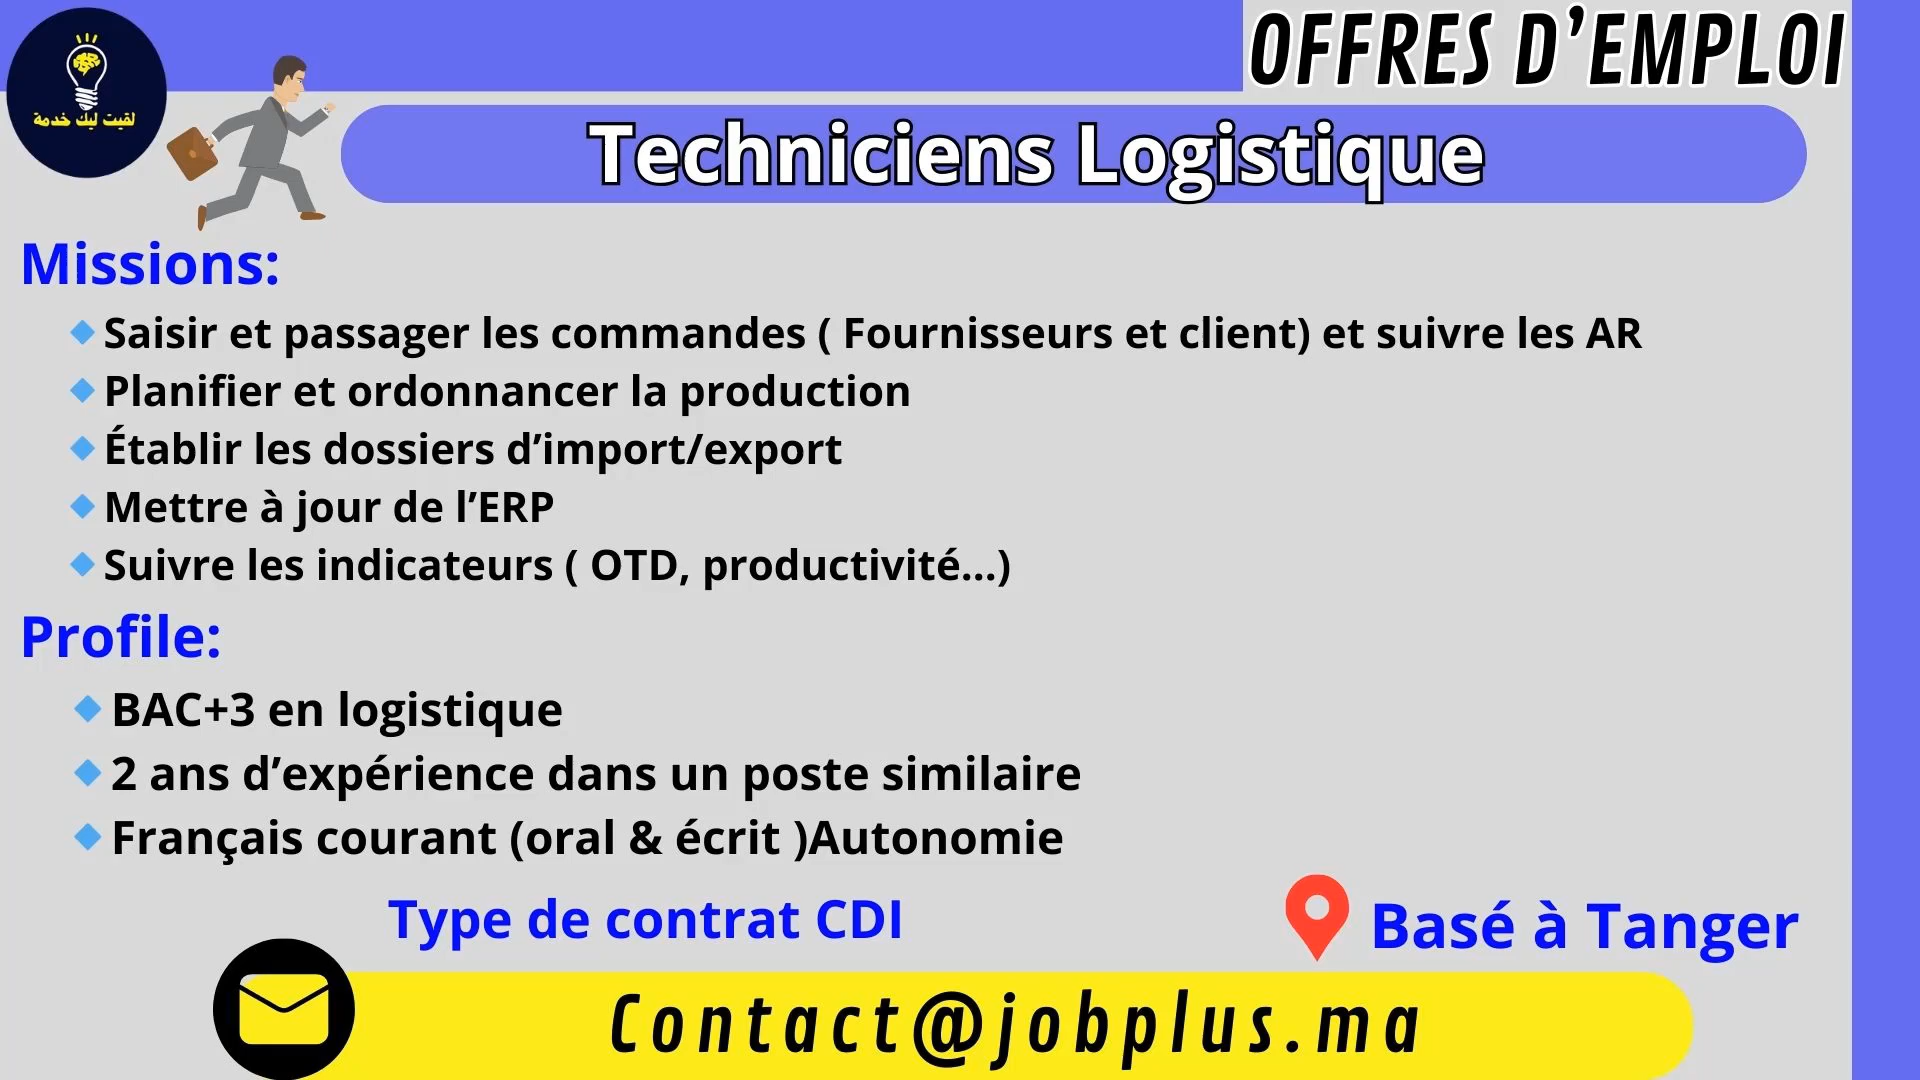 OFFRES D’EMPLOI
لقيت ليك خدمة
Techniciens Logistique
Missions:
Saisir et passager les commandes ( Fournisseurs et client) et suivre les AR
Planifier et ordonnancer la production
Établir les dossiers d’import/export
Mettre à jour de l’ERP
Suivre les indicateurs ( OTD, productivité...)
Profile:
BAC+3 en logistique
2 ans d’expérience dans un poste similaire
Français courant (oral & écrit )Autonomie
Type de contrat CDI
Basé à Tanger
Contact@jobplus.ma